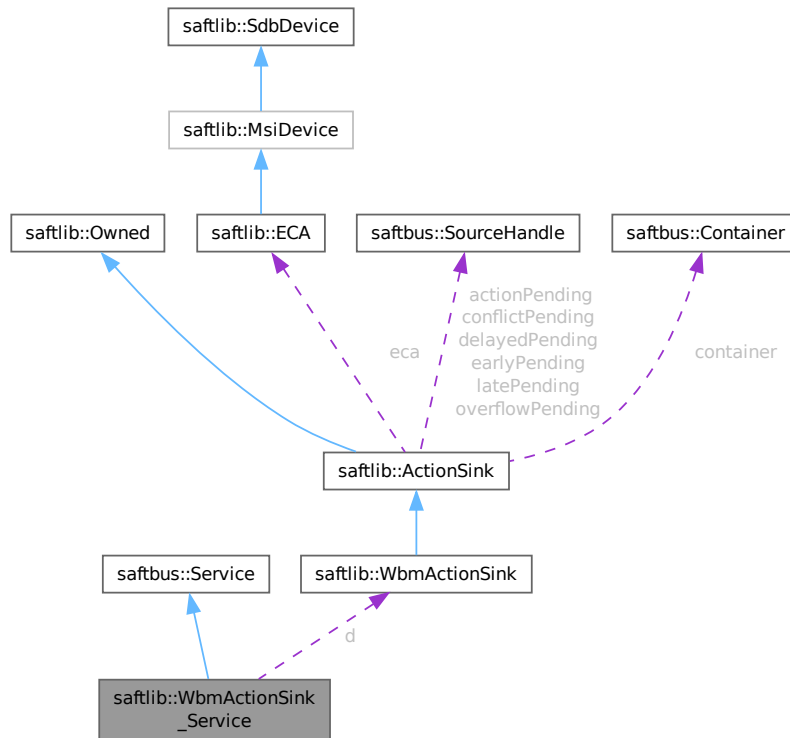 saftlib::SdbDevice
saftlib::MsiDevice
saftlib::Owned
saftlib::ECA
saftbus::SourceHandle
saftbus::Container
actionPending
conflictPending
delayedPending
earlyPending
latePending
overflowPending
eca
container
saftlib::ActionSink
saftbus::Service
saftlib::WbmActionSink
d
saftlib::WbmActionSink
_Service